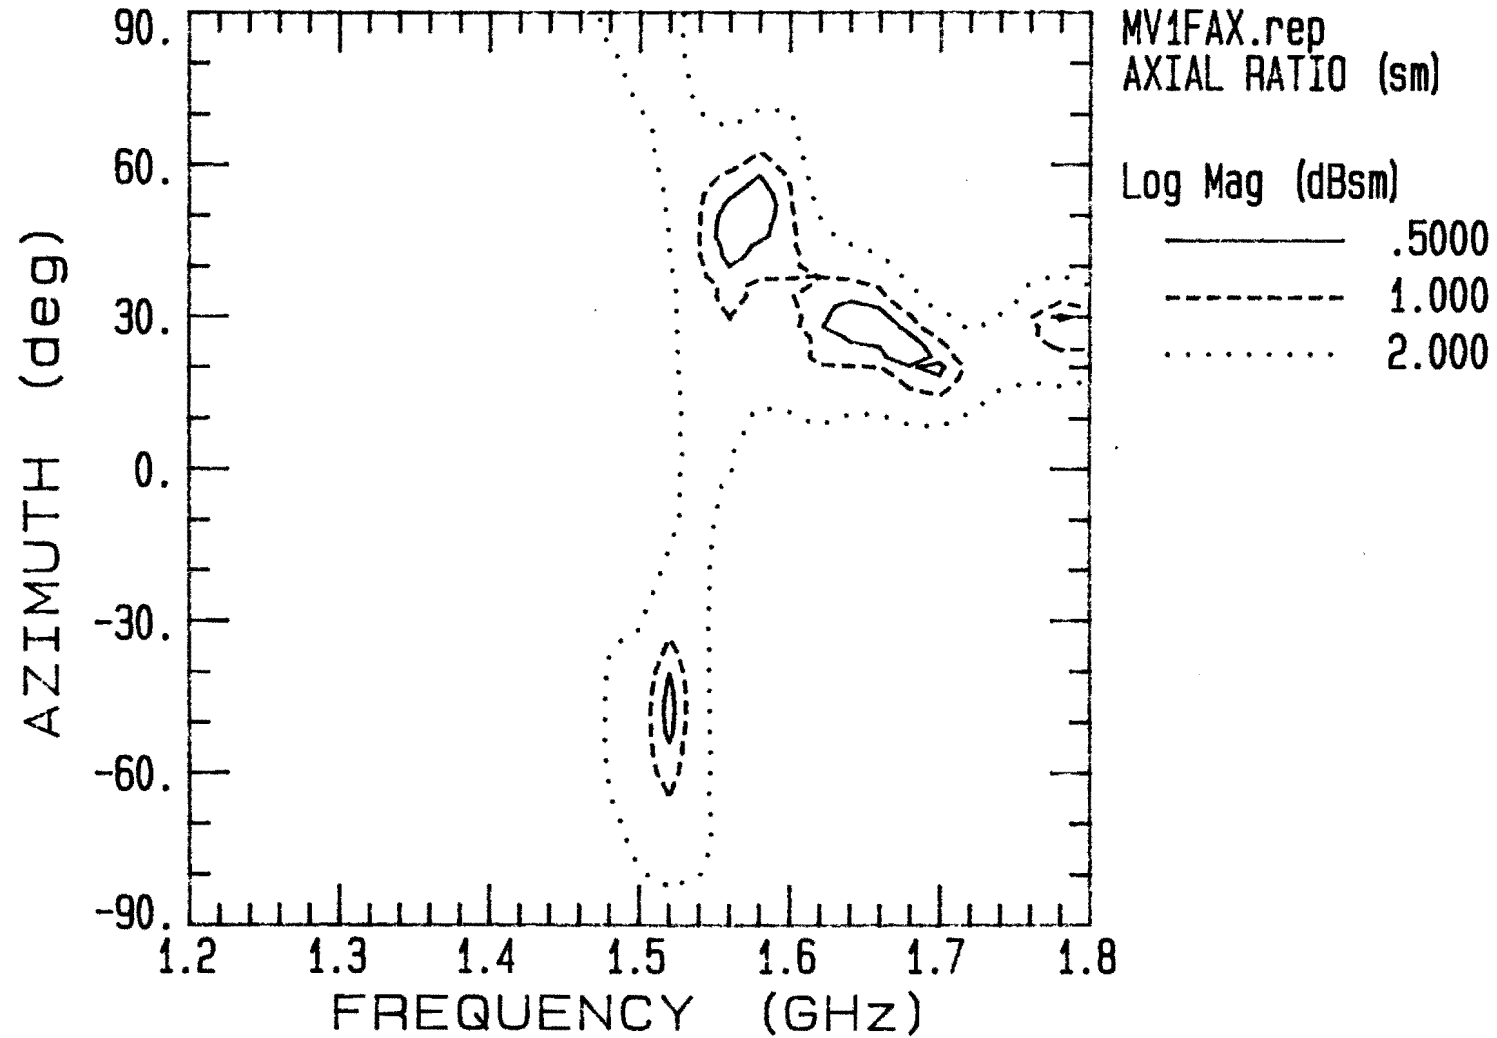 MV1FAX.rep
AXIAL RATIO (sm)
Log Mag (dBsm)
.5000
1.000
2.000
90.
60.
30.
0.
-30.
-60.
-90.
AZIMUTH (deg)
1.2 1.3 1.4 1.5 1.6 1.7 1.8
FREQUENCY (GHz)